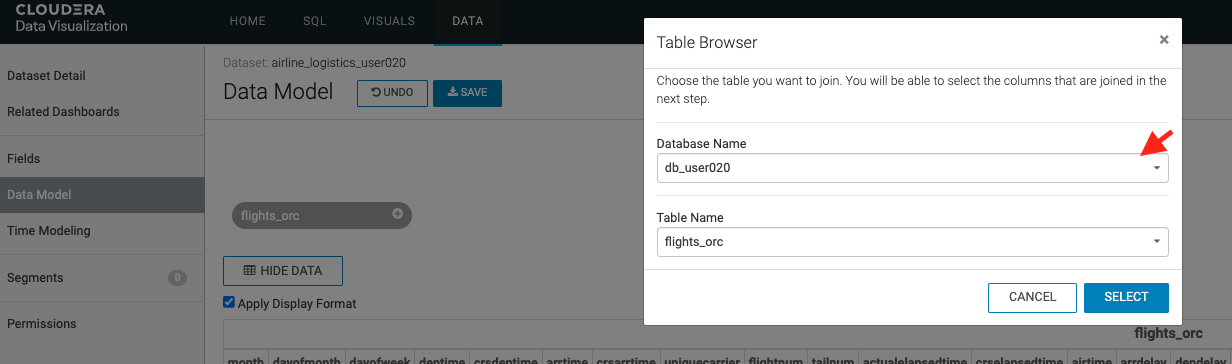 CLOUDERA
Data Visualization
HOME SQL VISUALS DATA
Dataset Detail
Related Dashboards
Fields
Data Model
Time Modeling
Segments 0
Permissions
Dataset: airline_logistics_user020
Data Model UNDO SAVE
flights_orc
HIDE DATA
Apply Display Format
flights_orc
month dayofmonth dayofweek deptime crsdeptime arrtime crsarrtime uniquecarrier flightnum tailnum actualelapsedtime crselapsedtime airtime arrdelay depdelay
Table Browser ×
Choose the table you want to join. You will be able to select the columns that are joined in the
next step.
Database Name
db_user020
Table Name
flights_orc
CANCEL SELECT